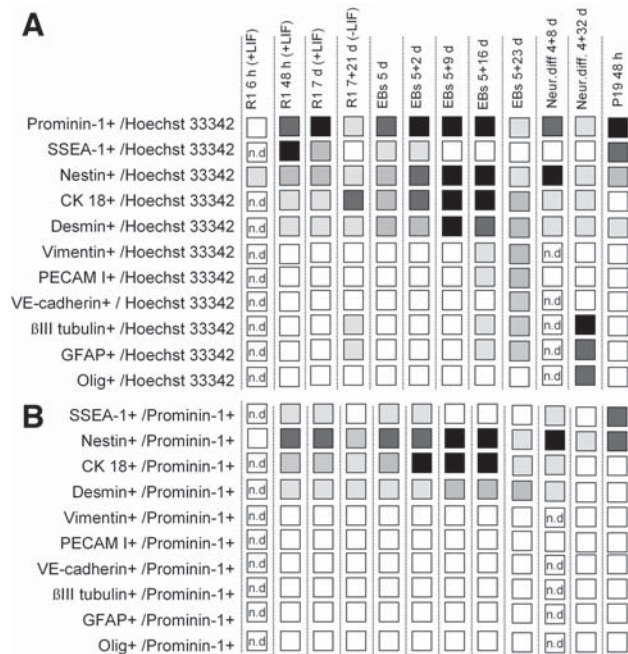 A
R1 6 h (+LIF)
R1 48 h (+LIF)
R1 7 d (+LIF)
R1 7+21 d (-LIF)
EBs 5 d
EBs 5+2 d
EBs 5+9 d
EBs 5+16 d
EBs 5+23 d
Neur.diff 4+8 d
Neur.diff. 4+32 d
P19 48 h
Prominin-1+ /Hoechst 33342
SSEA-1+ /Hoechst 33342 n.d
Nestin+ /Hoechst 33342
CK 18+ /Hoechst 33342 n.d
Desmin+ /Hoechst 33342 n.d
Vimentin+ /Hoechst 33342 n.d n.d
PECAM I+ /Hoechst 33342 n.d
VE-cadherin+ / Hoechst 33342 n.d n.d
ßIII tubulin+ /Hoechst 33342 n.d n.d
GFAP+ /Hoechst 33342 n.d n.d
Olig+ /Hoechst 33342 n.d n.d
B
SSEA-1+ /Prominin-1+ n.d
Nestin+ /Prominin-1+
CK 18+ /Prominin-1+ n.d
Desmin+ /Prominin-1+ n.d
Vimentin+ /Prominin-1+ n.d n.d
PECAM I+ /Prominin-1+ n.d
VE-cadherin+ /Prominin-1+ n.d n.d
ßIII tubulin+ /Prominin-1+ n.d n.d
GFAP+ /Prominin-1+ n.d n.d
Olig+ /Prominin-1+ n.d n.d